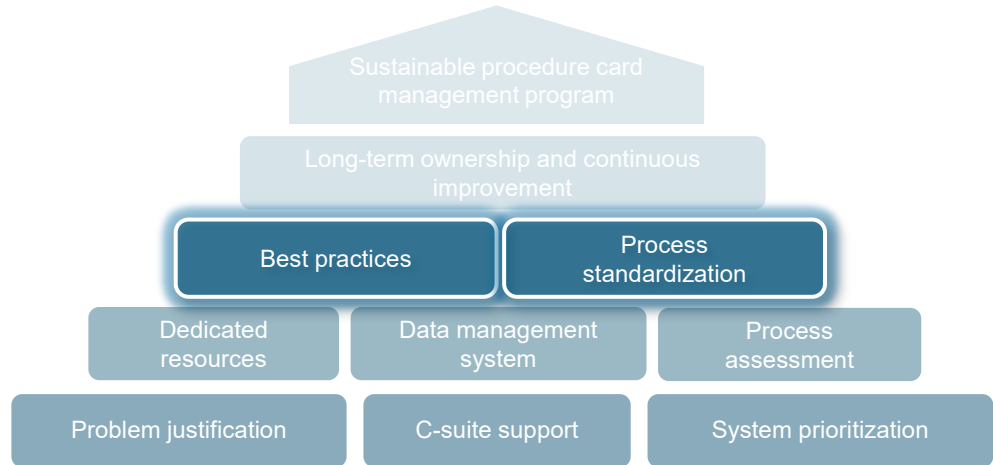 Sustainable procedure card
management program
Long-term ownership and continuous
improvement
Best practices
Process
standardization
Dedicated
resources
Data management
system
Process
assessment
Problem justification
C-suite support
System prioritization